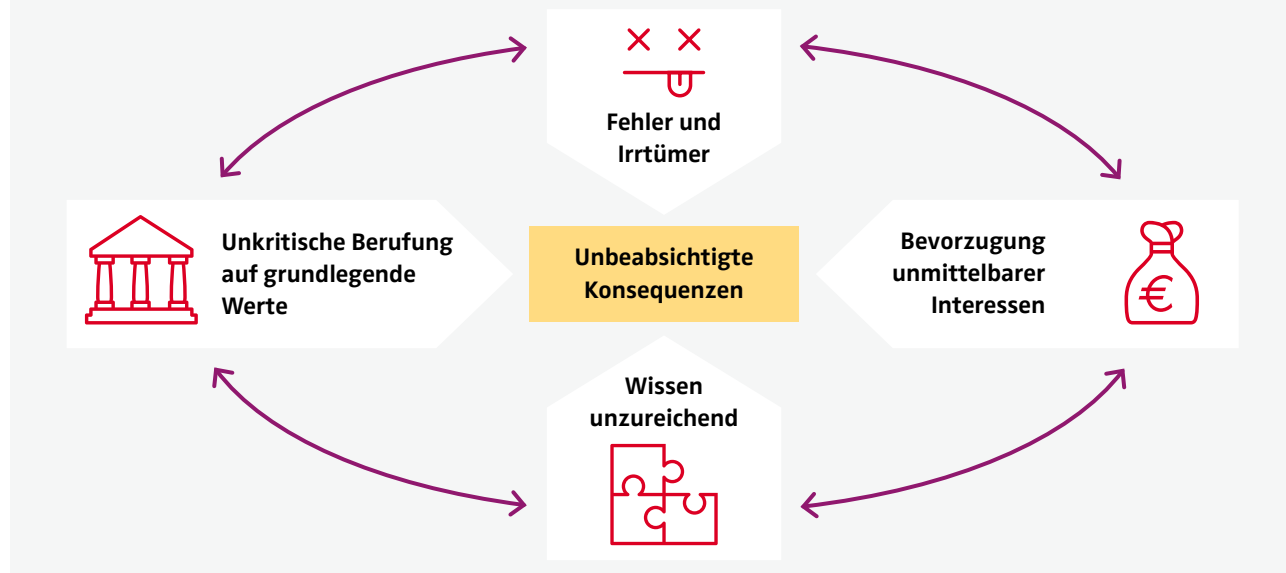 Fehler und
Irrtümer
Unkritische Berufung
auf grundlegende
Werte
Unbeabsichtigte
Konsequenzen
Bevorzugung
unmittelbarer
Interessen
€
Wissen
unzureichend